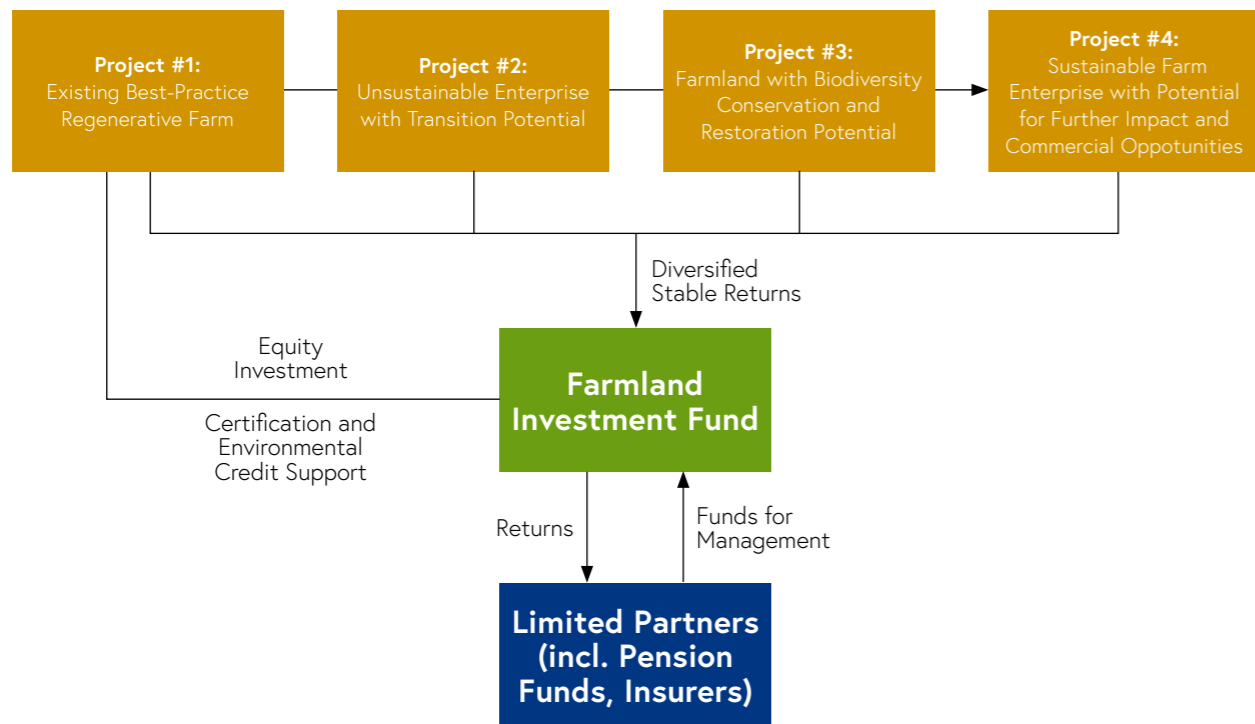 Project #1:
Existing Best-Practice
Regenerative Farm
Project #2:
Unsustainable Enterprise
with Transition Potential
Project #3:
Farmland with Biodiversity
Conservation and
Restoration Potential
Project #4:
Sustainable Farm
Enterprise with Potential
for Further Impact and
Commercial Oppotunities
Diversified
Stable Returns
Equity
Investment
Certification and
Environmental
Credit Support
Farmland
Investment Fund
Returns
Funds for
Management
Limited Partners
(incl. Pension
Funds, Insurers)